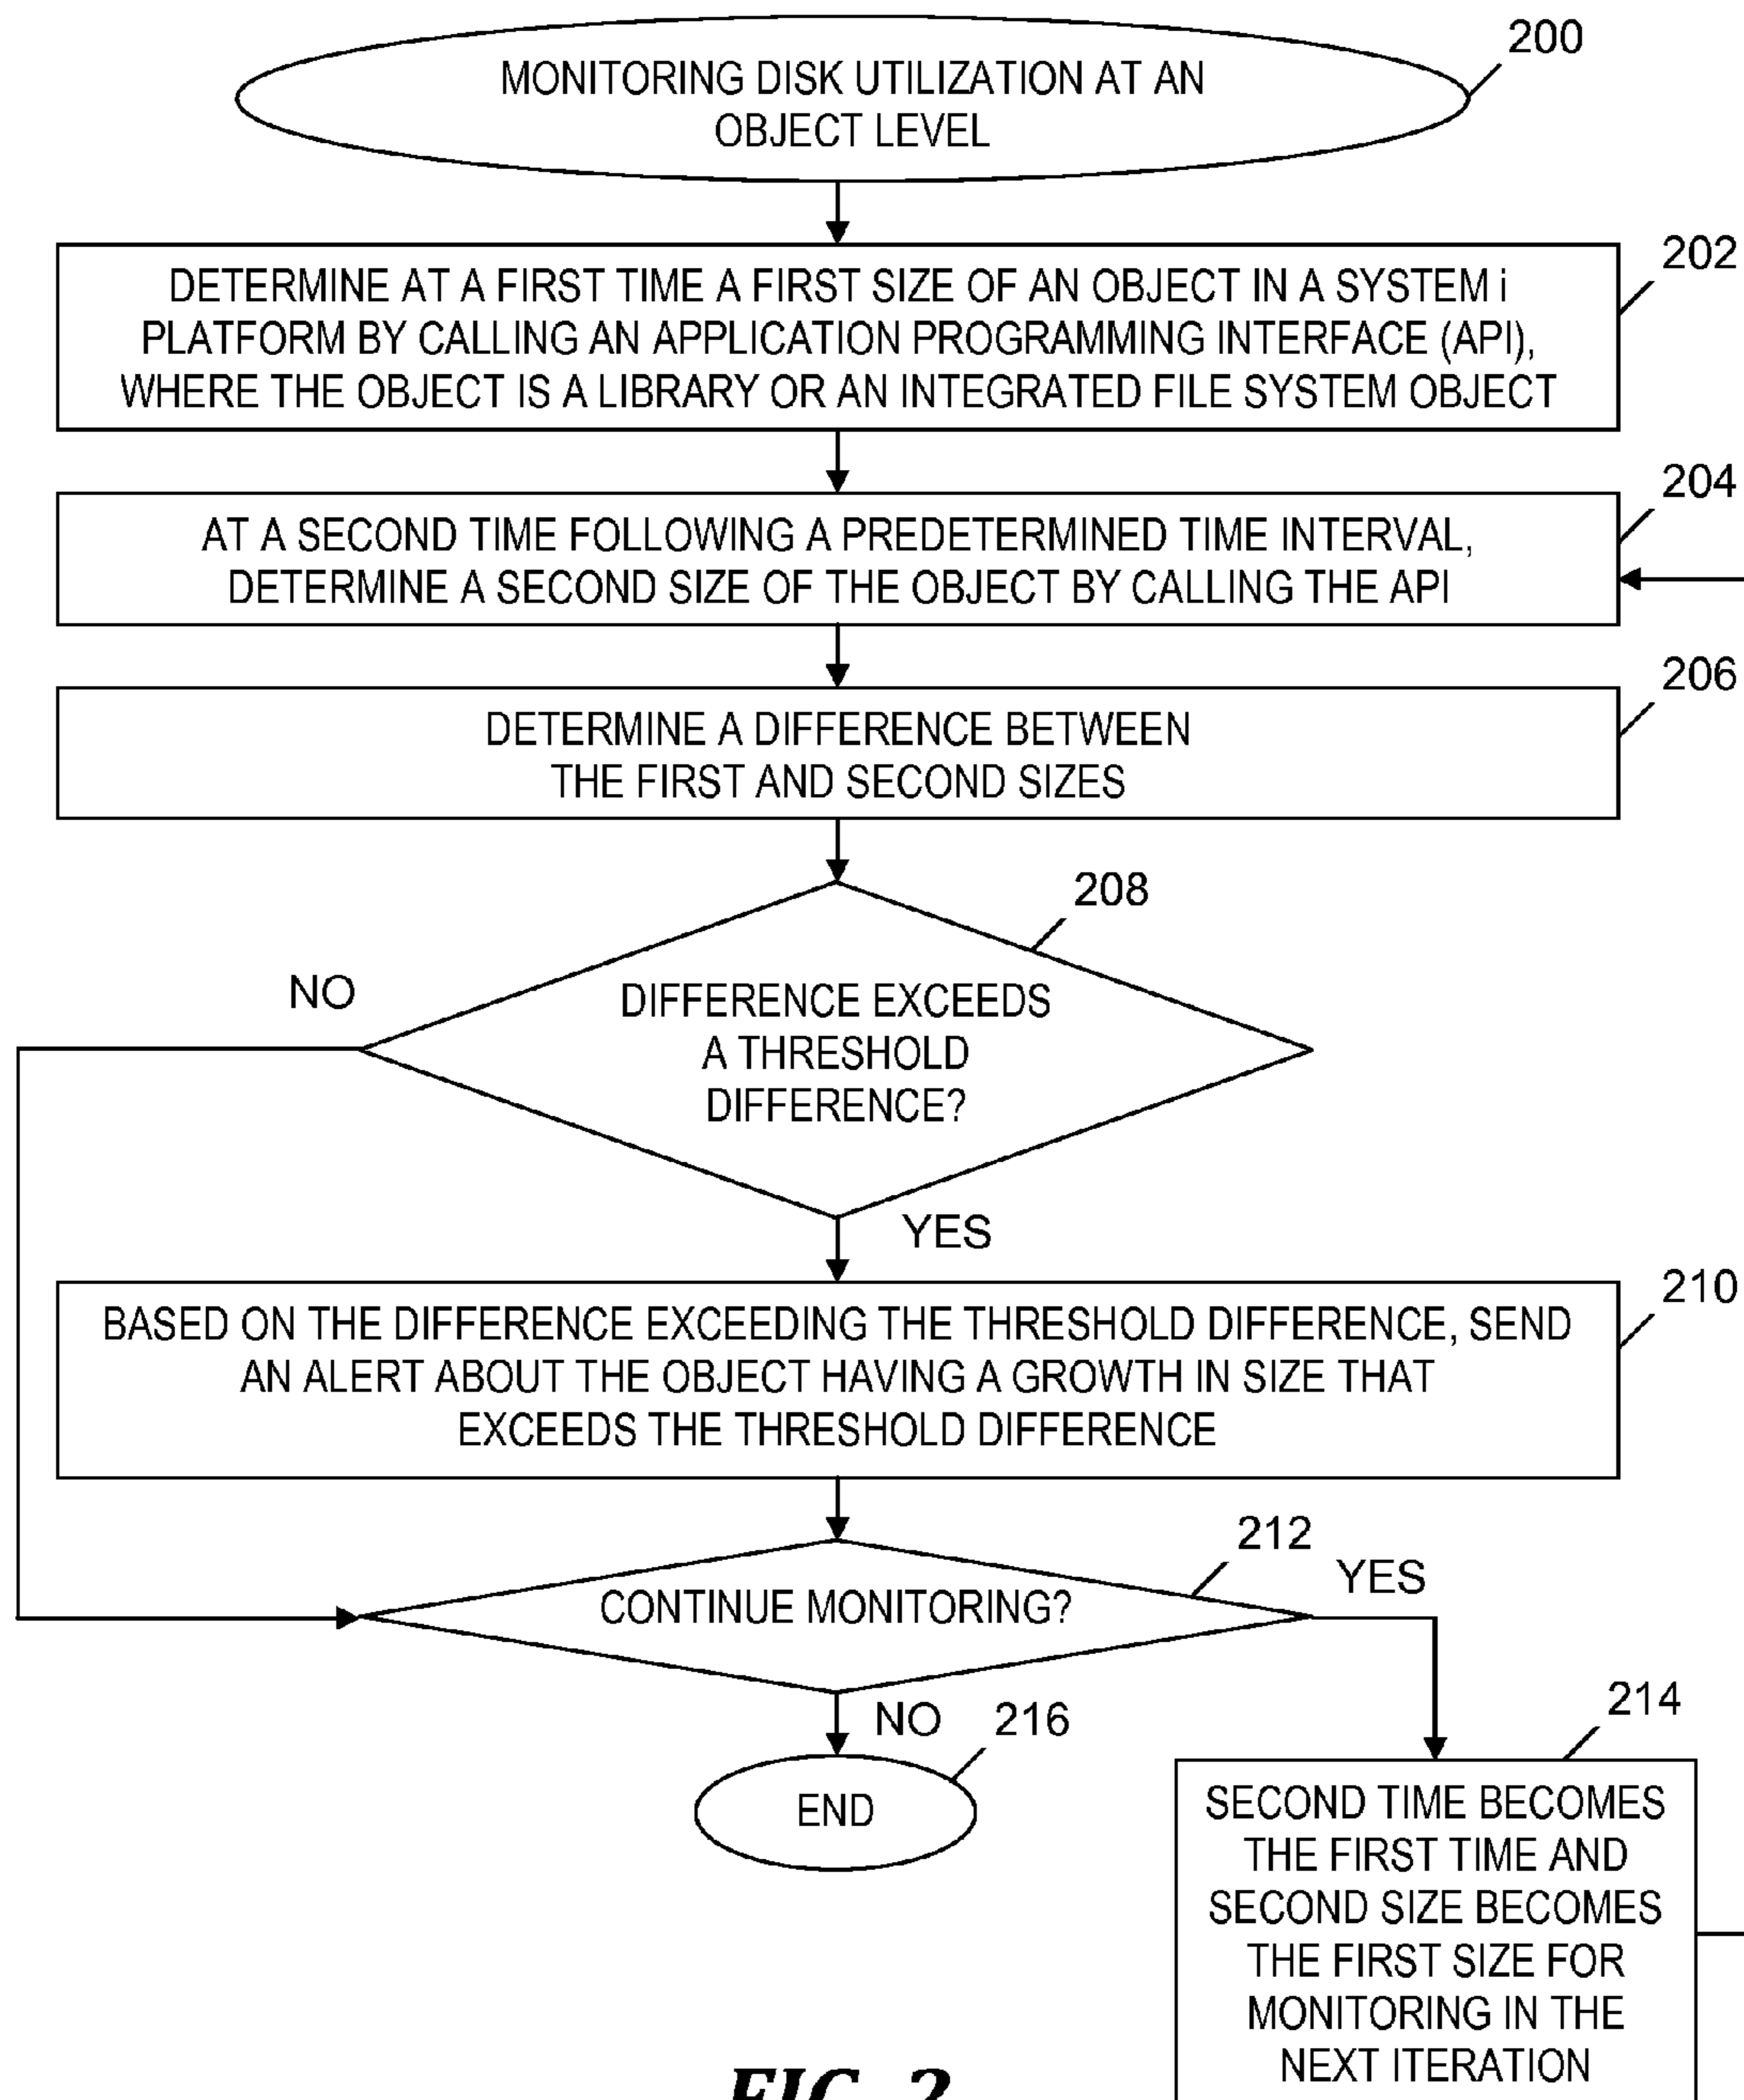 200
MONITORING DISK UTILIZATION AT AN
OBJECT LEVEL
202
DETERMINE AT A FIRST TIME A FIRST SIZE OF AN OBJECT IN A SYSTEM i
PLATFORM BY CALLING AN APPLICATION PROGRAMMING INTERFACE (API),
WHERE THE OBJECT IS A LIBRARY OR AN INTEGRATED FILE SYSTEM OBJECT
204
AT A SECOND TIME FOLLOWING A PREDETERMINED TIME INTERVAL,
DETERMINE A SECOND SIZE OF THE OBJECT BY CALLING THE API
206
DETERMINE A DIFFERENCE BETWEEN
THE FIRST AND SECOND SIZES
208
NO
DIFFERENCE EXCEEDS
A THRESHOLD
DIFFERENCE?
YES
210
BASED ON THE DIFFERENCE EXCEEDING THE THRESHOLD DIFFERENCE, SEND
AN ALERT ABOUT THE OBJECT HAVING A GROWTH IN SIZE THAT
EXCEEDS THE THRESHOLD DIFFERENCE
212
YES
CONTINUE MONITORING?
NO
216
214
END
SECOND TIME BECOMES
THE FIRST TIME AND
SECOND SIZE BECOMES
THE FIRST SIZE FOR
MONITORING IN THE
NEXT ITERATION
FIG. 2